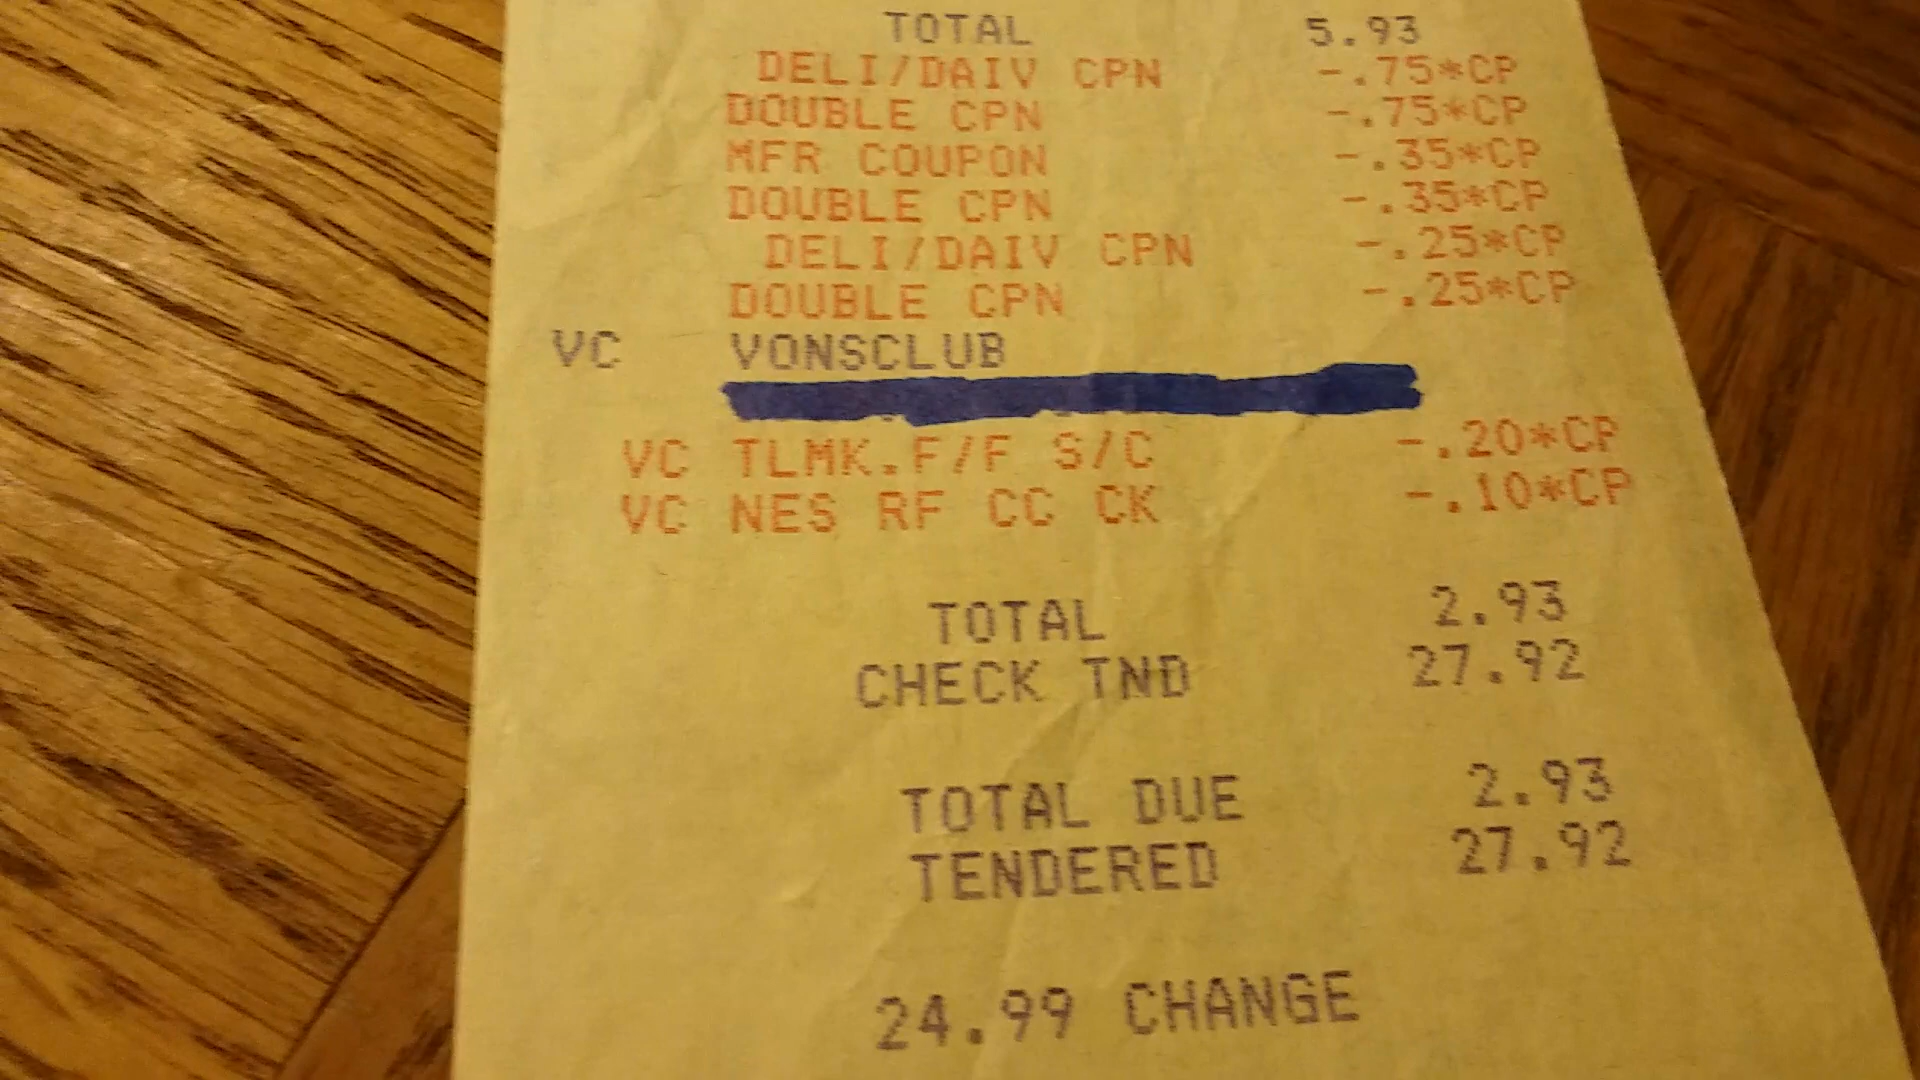 TOTAL 5.93
DELI/DAIV CPN -.75*CP
DOUBLE CPN -.75*CP
MFR COUPON -.35*CP
DOUBLE CPN -.35*CP
DELI/DAIV CPN -.25*CP
DOUBLE CPN -.25*CP
VC VONSCLUB
VC TLMK.F/F S/C -.20*CP
VC NES RF CC CK -.10*CP
TOTAL 2.93
CHECK TND 27.92
TOTAL DUE 2.93
TENDERED 27.92
24.99 CHANGE